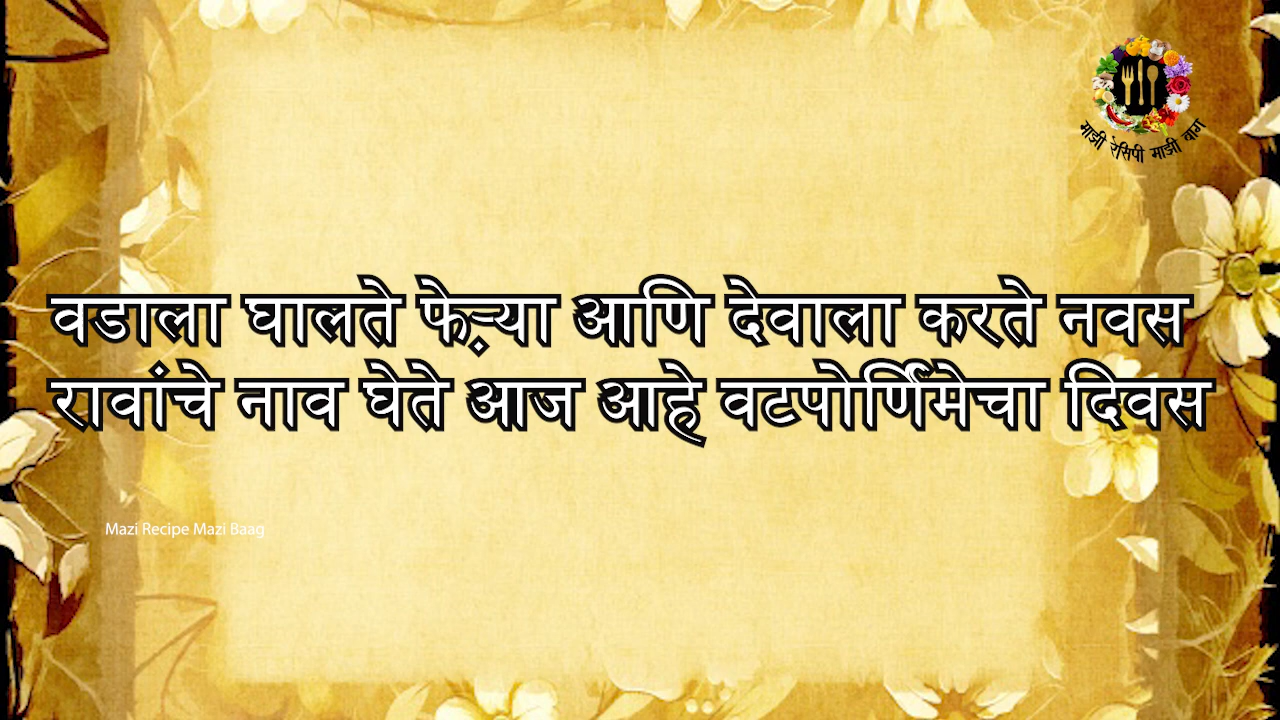 माझी रेसिपी माझी बाग
वडाला घालते फेऱ्या आणि देवाला करते नवस
रावांचे नाव घेते आज आहे वटपोर्णिमेचा दिवस
Mazi Recipe Mazi Baag